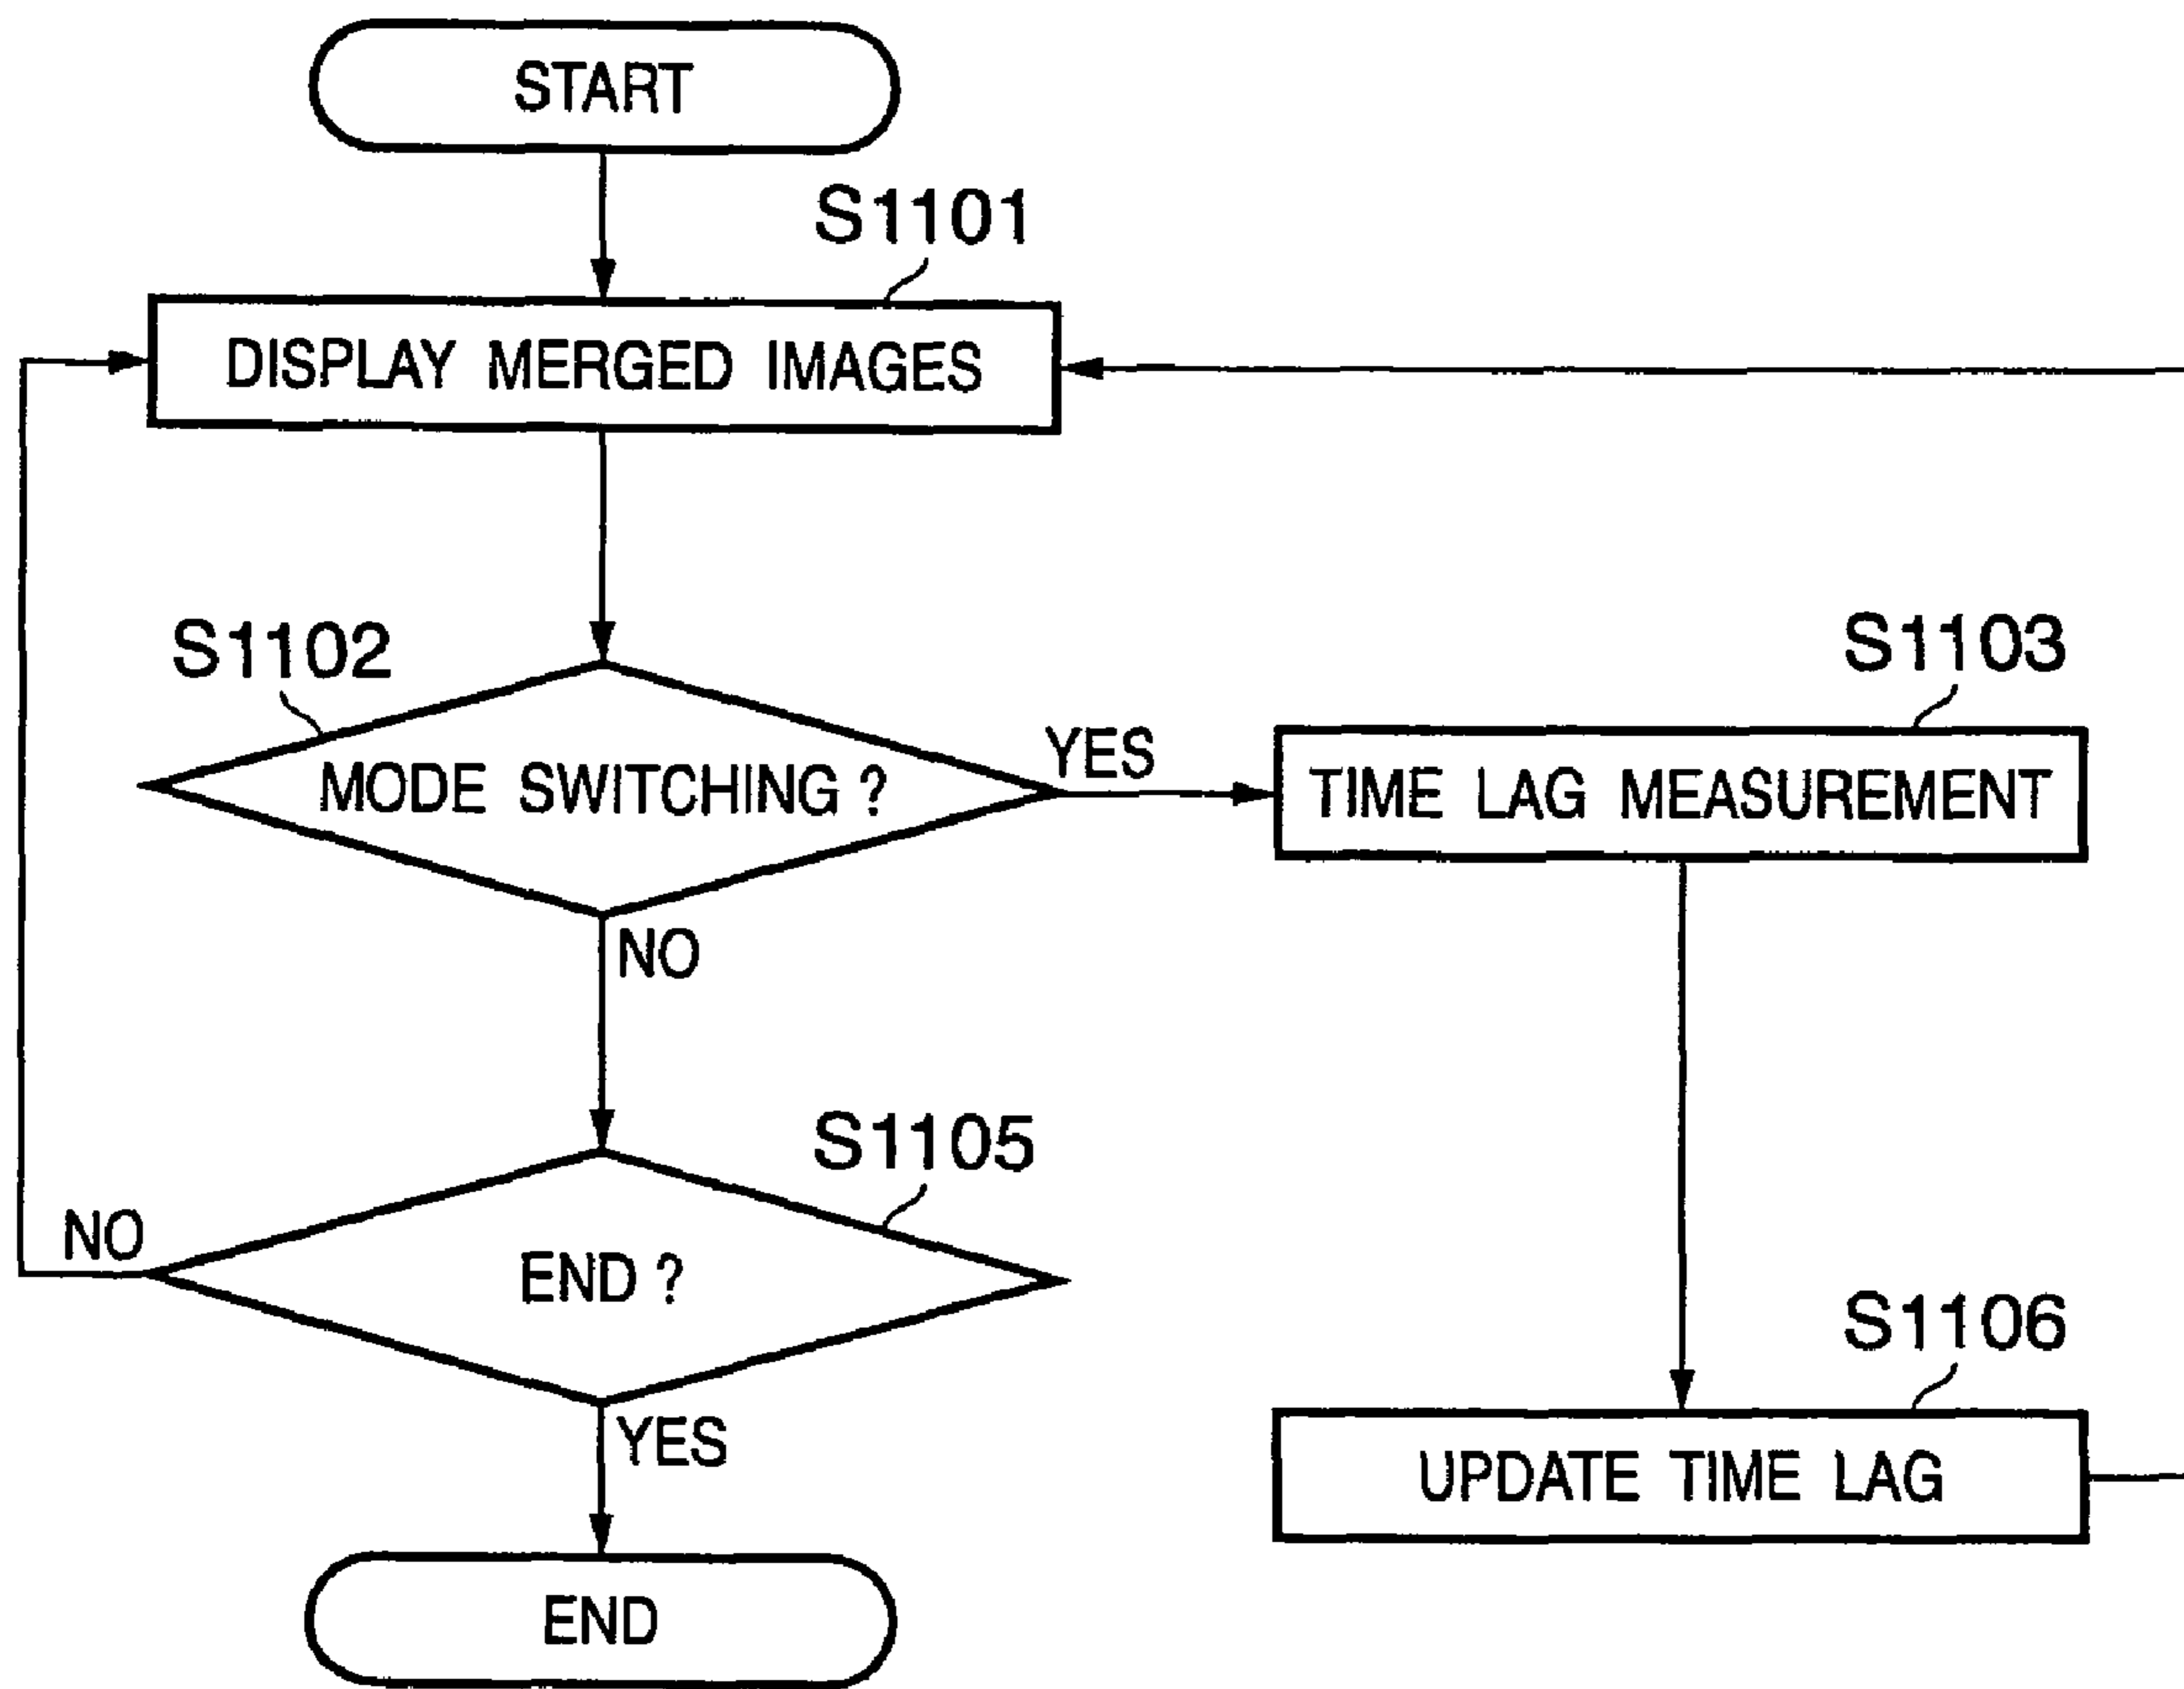 START
S1101
DISPLAY MERGED IMAGES
S1102
MODE SWITCHING ?
YES
S1103
TIME LAG MEASUREMENT
NO
S1105
END ?
NO
YES
S1106
UPDATE TIME LAG
END